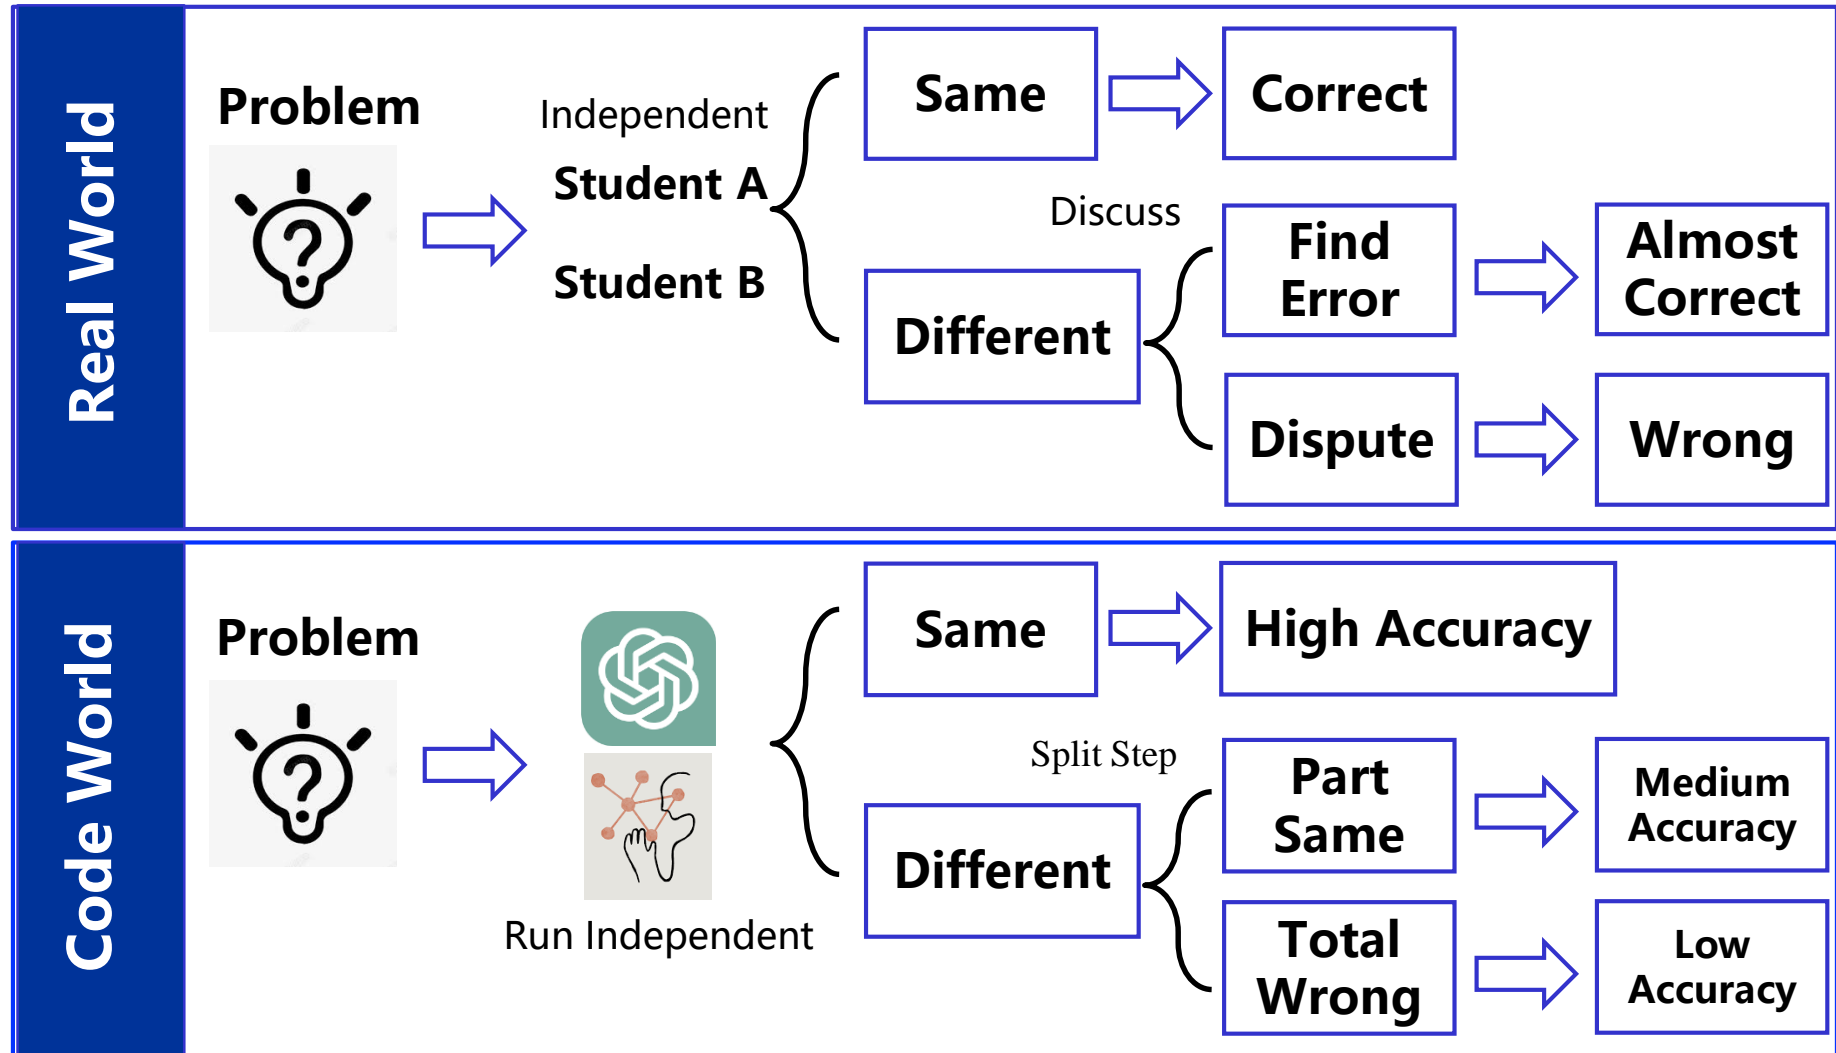 Real World
Problem
Independent
Student A
Student B
Same
Correct
Discuss
Different
Find
Error
Almost
Correct
Dispute
Wrong
Code World
Problem
Run Independent
Same
High Accuracy
Split Step
Different
Part
Same
Medium
Accuracy
Total
Wrong
Low
Accuracy